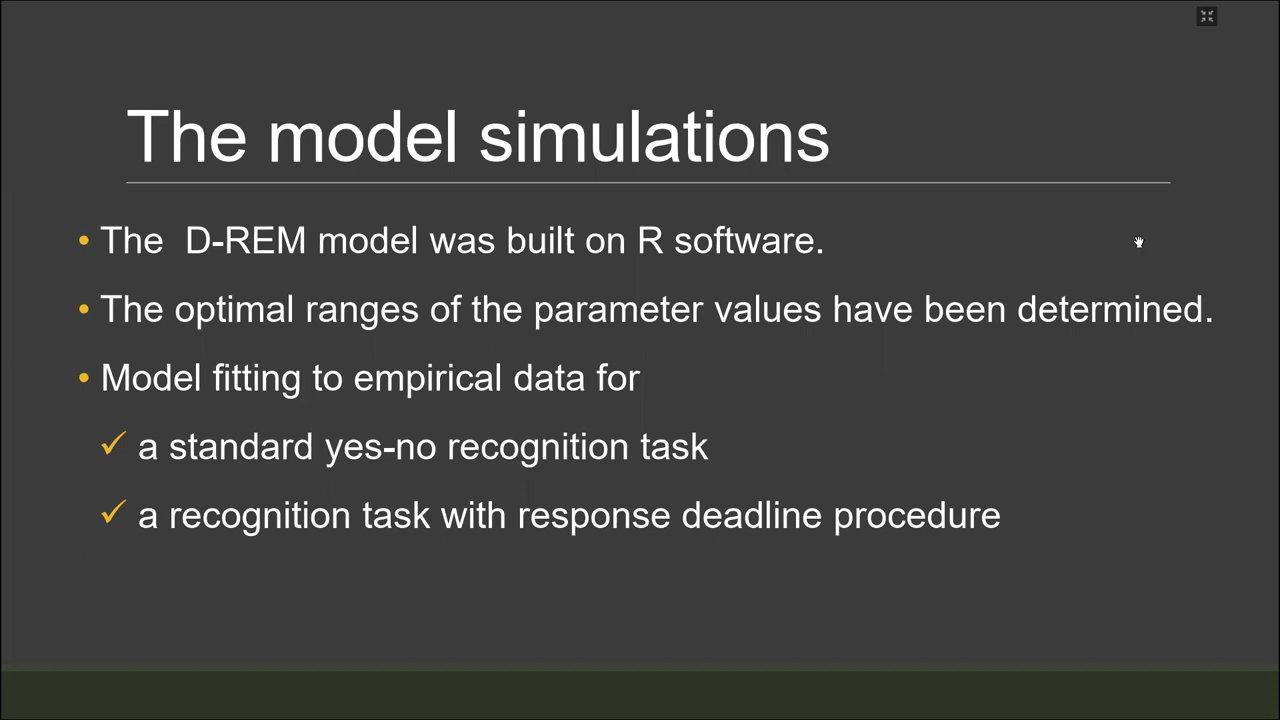 The model simulations
• The  D-REM model was built on R software.
• The optimal ranges of the parameter values have been determined.
• Model fitting to empirical data for
✓ a standard yes-no recognition task
✓ a recognition task with response deadline procedure